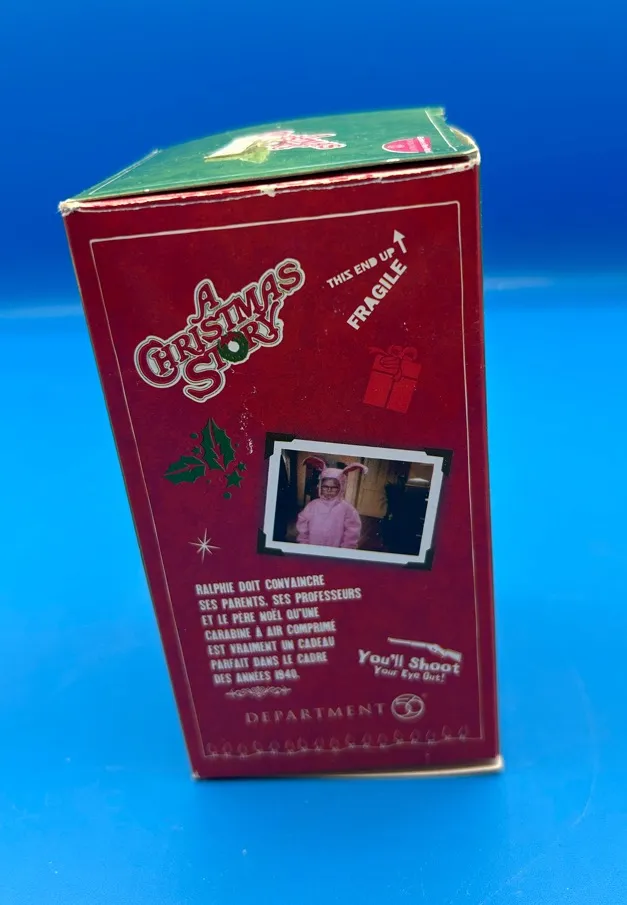 A
CHRISTMAS
STORY
THIS END UP
FRAGILE
RALPHIE DOIT CONVAINCRE
SES PARENTS, SES PROFESSEURS
ET LE PÈRE NOËL QU'UNE
CARABINE À AIR COMPRIMÉ
EST VRAIMENT UN CADEAU
PARFAIT DANS LE CADRE
DES ANNÉES 1940.
You'll Shoot
Your Eye Out!
DEPARTMENT 56®